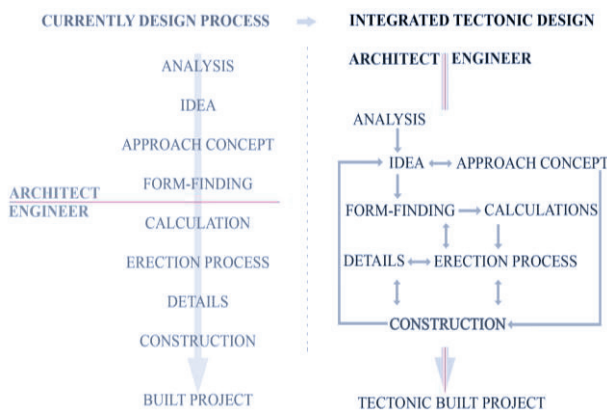 CURRENTLY DESIGN PROCESS
ANALYSIS
IDEA
APPROACH CONCEPT
FORM-FINDING
ARCHITECT
ENGINEER
CALCULATION
ERECTION PROCESS
DETAILS
CONSTRUCTION
BUILT PROJECT
INTEGRATED TECTONIC DESIGN
ARCHITECT ENGINEER
ANALYSIS
IDEA APPROACH CONCEPT
FORM-FINDING CALCULATIONS
DETAILS ERECTION PROCESS
CONSTRUCTION
TECTONIC BUILT PROJECT